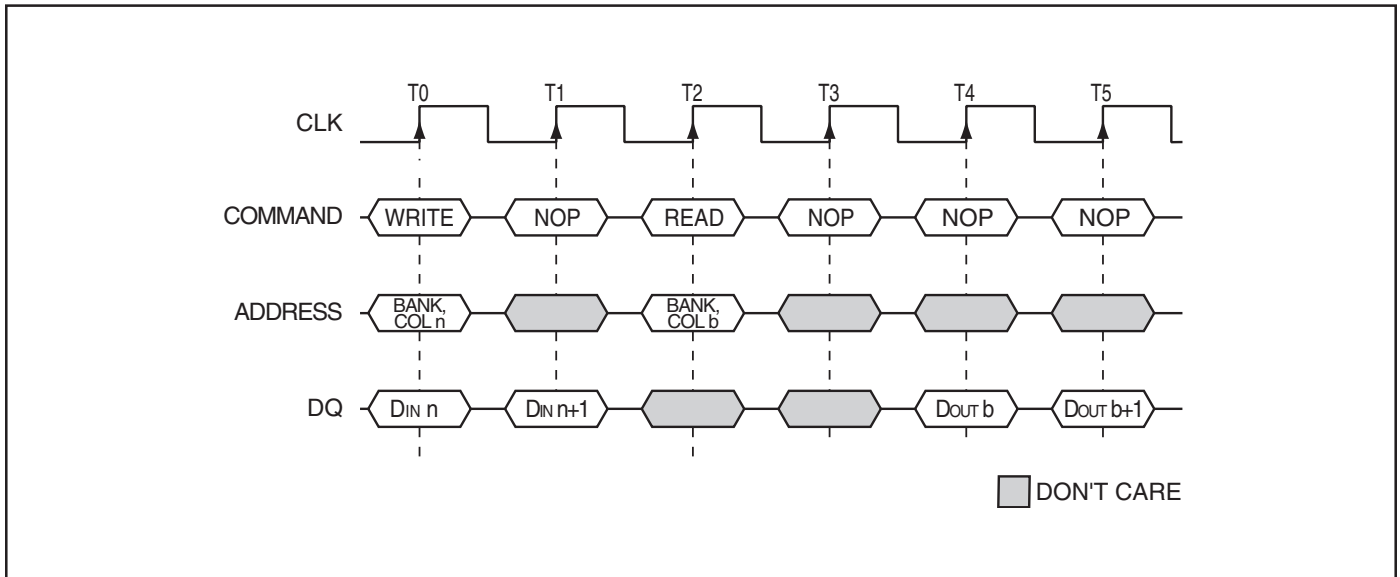 T0 T1 T2 T3 T4 T5
CLK
COMMAND WRITE NOP READ NOP NOP NOP
ADDRESS BANK, COL n BANK, COL b
DQ DIN n DIN n+1 DOUT b DOUT b+1
DON'T CARE